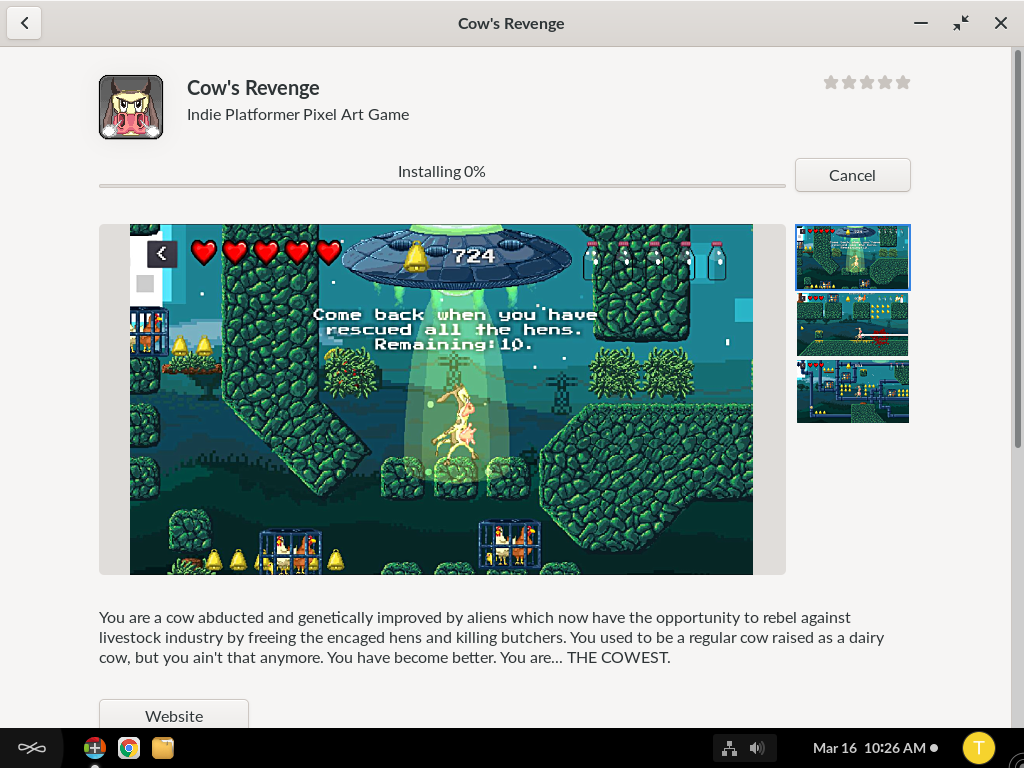 Cow's Revenge
Cow's Revenge
Indie Platformer Pixel Art Game
Installing 0%
Cancel
724
Come back when you have
rescued all the hens.
Remaining:10.
You are a cow abducted and genetically improved by aliens which now have the opportunity to rebel against
livestock industry by freeing the encaged hens and killing butchers. You used to be a regular cow raised as a dairy
cow, but you ain't that anymore. You have become better. You are... THE COWEST.
Website
Mar 16 10:26 AM
T